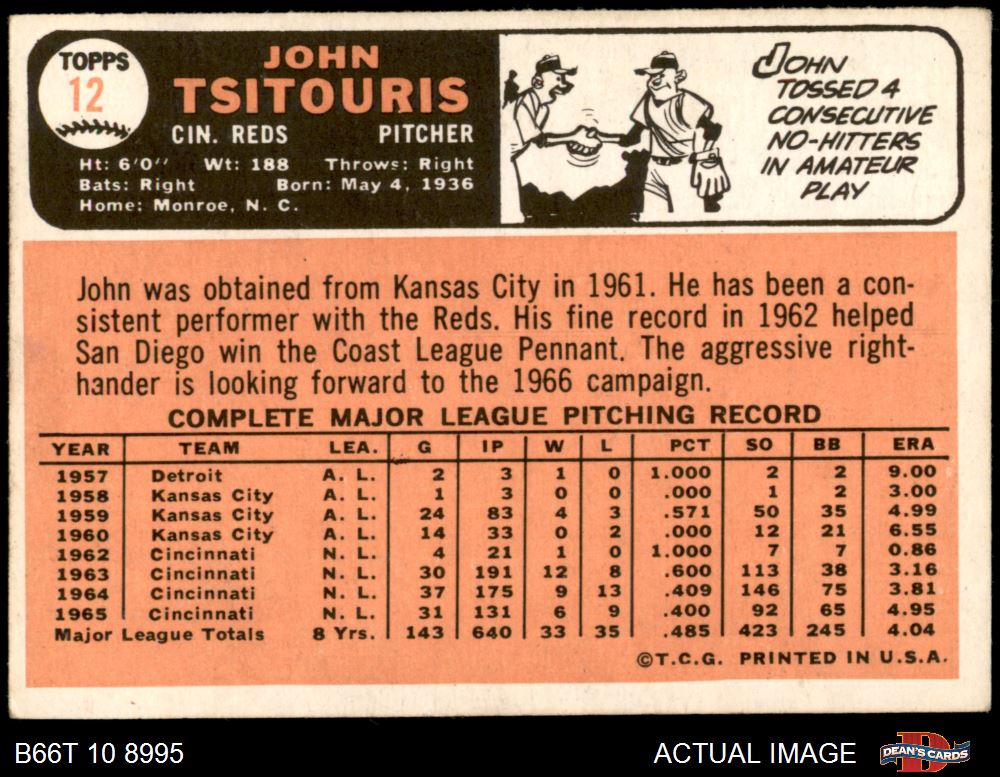 TOPPS
12
JOHN
TSITOURIS
CIN. REDS PITCHER
Ht: 6'0" Wt: 188 Throws: Right
Bats: Right Born: May 4, 1936
Home: Monroe, N. C.
JOHN
TOSSED 4
CONSECUTIVE
NO-HITTERS
IN AMATEUR
PLAY
John was obtained from Kansas City in 1961. He has been a con-
sistent performer with the Reds. His fine record in 1962 helped
San Diego win the Coast League Pennant. The aggressive right-
hander is looking forward to the 1966 campaign.
COMPLETE MAJOR LEAGUE PITCHING RECORD
YEAR TEAM LEA. G IP W L PCT SO BB ERA
1957 Detroit A. L. 2 3 1 0 1.000 2 2 9.00
1958 Kansas City A. L. 1 3 0 0 .000 1 2 3.00
1959 Kansas City A. L. 24 83 4 3 .571 50 35 4.99
1960 Kansas City A. L. 14 33 0 2 .000 12 21 6.55
1962 Cincinnati N. L. 4 21 1 0 1.000 7 7 0.86
1963 Cincinnati N. L. 30 191 12 8 .600 113 38 3.16
1964 Cincinnati N. L. 37 175 9 13 .409 146 75 3.81
1965 Cincinnati N. L. 31 131 6 9 .400 92 65 4.95
Major League Totals 8 Yrs. 143 640 33 35 .485 423 245 4.04
©T.C.G. PRINTED IN U.S.A.
B66T 10 8995 ACTUAL IMAGE DEAN'S CARDS